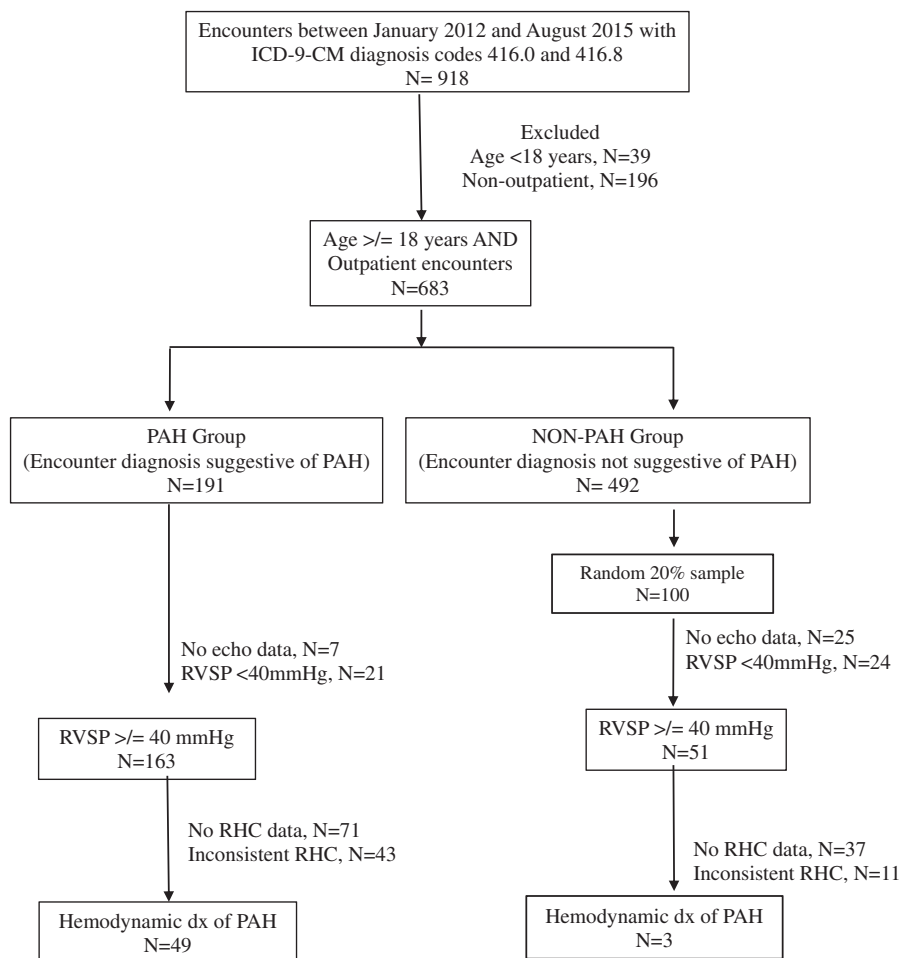 Encounters between January 2012 and August 2015 with
ICD-9-CM diagnosis codes 416.0 and 416.8
N= 918
Excluded
Age <18 years, N=39
Non-outpatient, N=196
Age >/= 18 years AND
Outpatient encounters
N=683
PAH Group
(Encounter diagnosis suggestive of PAH)
N=191
NON-PAH Group
(Encounter diagnosis not suggestive of PAH)
N= 492
Random 20% sample
N=100
No echo data, N=7
RVSP <40mmHg, N=21
No echo data, N=25
RVSP <40mmHg, N=24
RVSP >/= 40 mmHg
N=163
RVSP >/= 40 mmHg
N=51
No RHC data, N=71
Inconsistent RHC, N=43
No RHC data, N=37
Inconsistent RHC, N=11
Hemodynamic dx of PAH
N=49
Hemodynamic dx of PAH
N=3